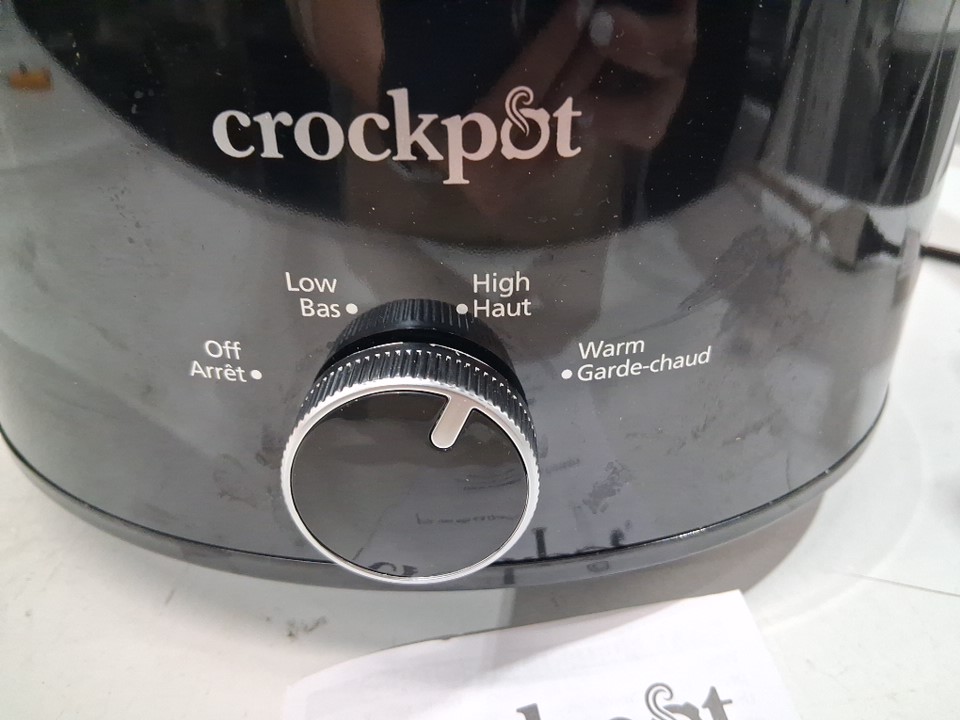 crockpot
Low
Bas
High
Haut
Off
Arrêt
Warm
Garde-chaud